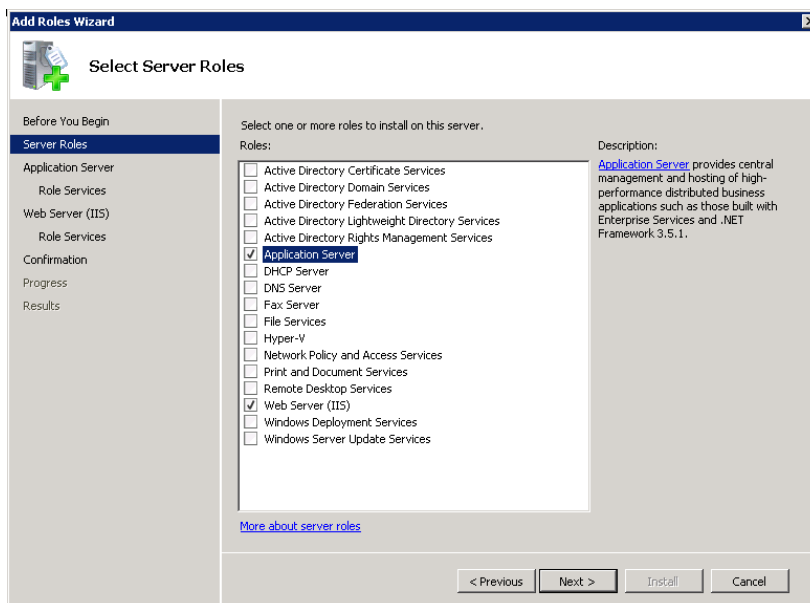 Add Roles Wizard
Select Server Roles
Before You Begin
Server Roles
Application Server
Role Services
Web Server (IIS)
Role Services
Confirmation
Progress
Results
Select one or more roles to install on this server.
Roles:
Active Directory Certificate Services
Active Directory Domain Services
Active Directory Federation Services
Active Directory Lightweight Directory Services
Active Directory Rights Management Services
Application Server
DHCP Server
DNS Server
Fax Server
File Services
Hyper-V
Network Policy and Access Services
Print and Document Services
Remote Desktop Services
Web Server (IIS)
Windows Deployment Services
Windows Server Update Services
More about server roles
Description:
Application Server provides central
management and hosting of high-
performance distributed business
applications such as those built with
Enterprise Services and .NET
Framework 3.5.1.
< Previous
Next >
Install
Cancel